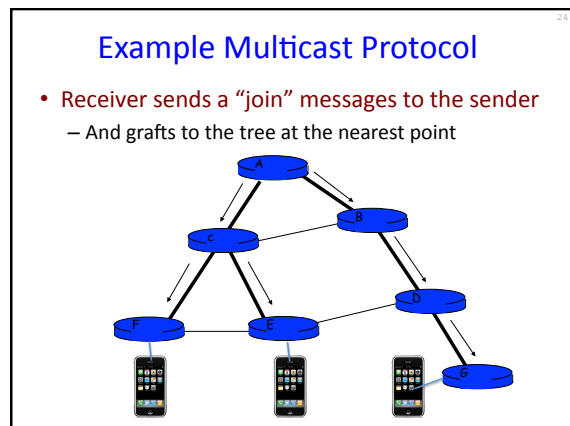 24
Example Multicast Protocol
• Receiver sends a “join” messages to the sender
– And grafts to the tree at the nearest point
A
B
c
D
F
E
G